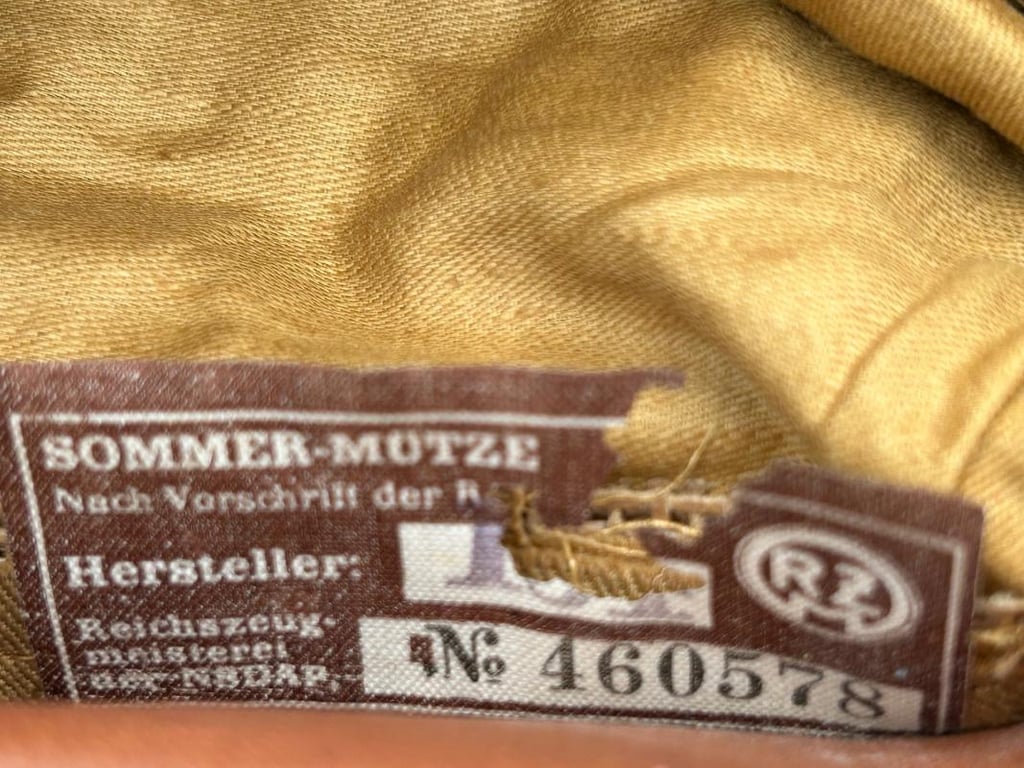 SOMMER-MÜTZE
Nach Vorschrift der R
Hersteller:
RZM
Reichszeug-
meisterei
der NSDAP.
No 460578